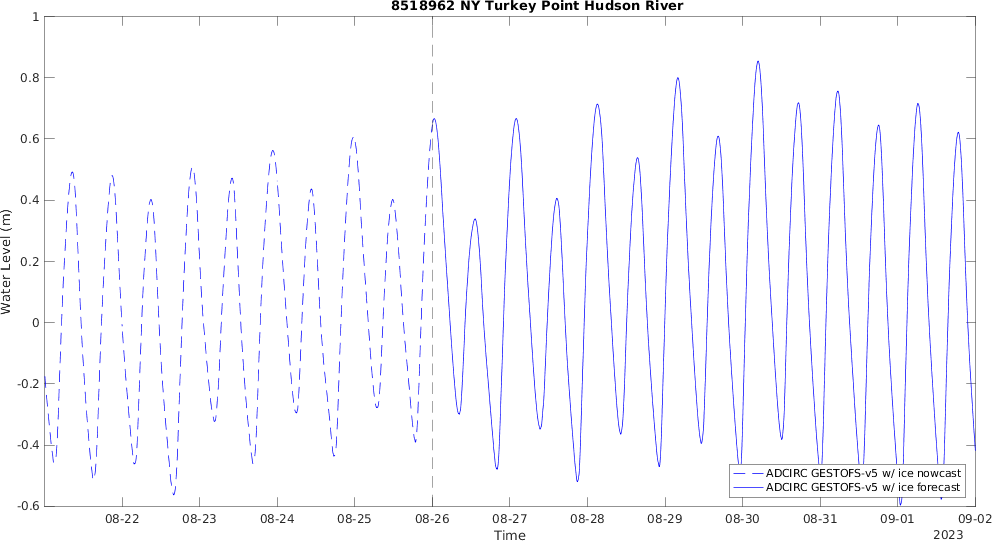 8518962 NY Turkey Point Hudson River
1
0.8
0.6
0.4
0.2
0
-0.2
-0.4
-0.6
Water Level (m)
08-22 08-23 08-24 08-25 08-26 08-27 08-28 08-29 08-30 08-31 09-01 09-02
Time
2023
ADCIRC GESTOFS-v5 w/ ice nowcast
ADCIRC GESTOFS-v5 w/ ice forecast